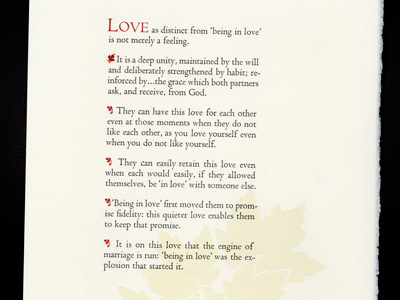 LOVE as distinct from 'being in love'
is not merely a feeling.
It is a deep unity, maintained by the will
and deliberately strengthened by habit; re-
inforced by...the grace which both partners
ask, and receive, from God.
They can have this love for each other
even at those moments when they do not
like each other, as you love yourself even
when you do not like yourself.
They can easily retain this love even
when each would easily, if they allowed
themselves, be 'in love' with someone else.
'Being in love' first moved them to prom-
ise fidelity: this quieter love enables them
to keep that promise.
It is on this love that the engine of
marriage is run: 'being in love' was the ex-
plosion that started it.